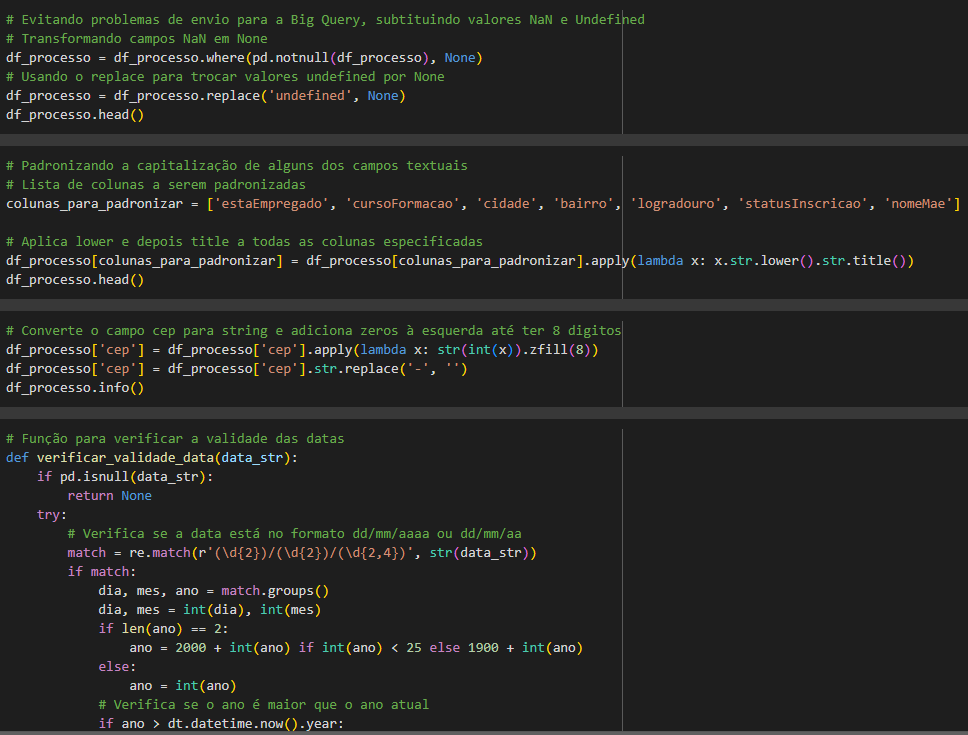 # Evitando problemas de envio para a Big Query, subtituindo valores NaN e Undefined
# Transformando campos NaN em None
df_processo = df_processo.where(pd.notnull(df_processo), None)
# Usando o replace para trocar valores undefined por None
df_processo = df_processo.replace('undefined', None)
df_processo.head()
# Padronizando a capitalização de alguns dos campos textuais
# Lista de colunas a serem padronizadas
colunas_para_padronizar = ['estaEmpregado', 'cursoFormacao', 'cidade', 'bairro', 'logradouro', 'statusInscricao', 'nomeMae']
# Aplica lower e depois title a todas as colunas especificadas
df_processo[colunas_para_padronizar] = df_processo[colunas_para_padronizar].apply(lambda x: x.str.lower().str.title())
df_processo.head()
# Converte o campo cep para string e adiciona zeros à esquerda até ter 8 digitos
df_processo['cep'] = df_processo['cep'].apply(lambda x: str(int(x)).zfill(8))
df_processo['cep'] = df_processo['cep'].str.replace('-', '')
df_processo.info()
# Função para verificar a validade das datas
def verificar_validade_data(data_str):
    if pd.isnull(data_str):
        return None
    try:
        # Verifica se a data está no formato dd/mm/aaaa ou dd/mm/aa
        match = re.match(r'(\d{2})/(\d{2})/(\d{2,4})', str(data_str))
        if match:
            dia, mes, ano = match.groups()
            dia, mes = int(dia), int(mes)
            if len(ano) == 2:
                ano = 2000 + int(ano) if int(ano) < 25 else 1900 + int(ano)
            else:
                ano = int(ano)
            # Verifica se o ano é maior que o ano atual
            if ano > dt.datetime.now().year: